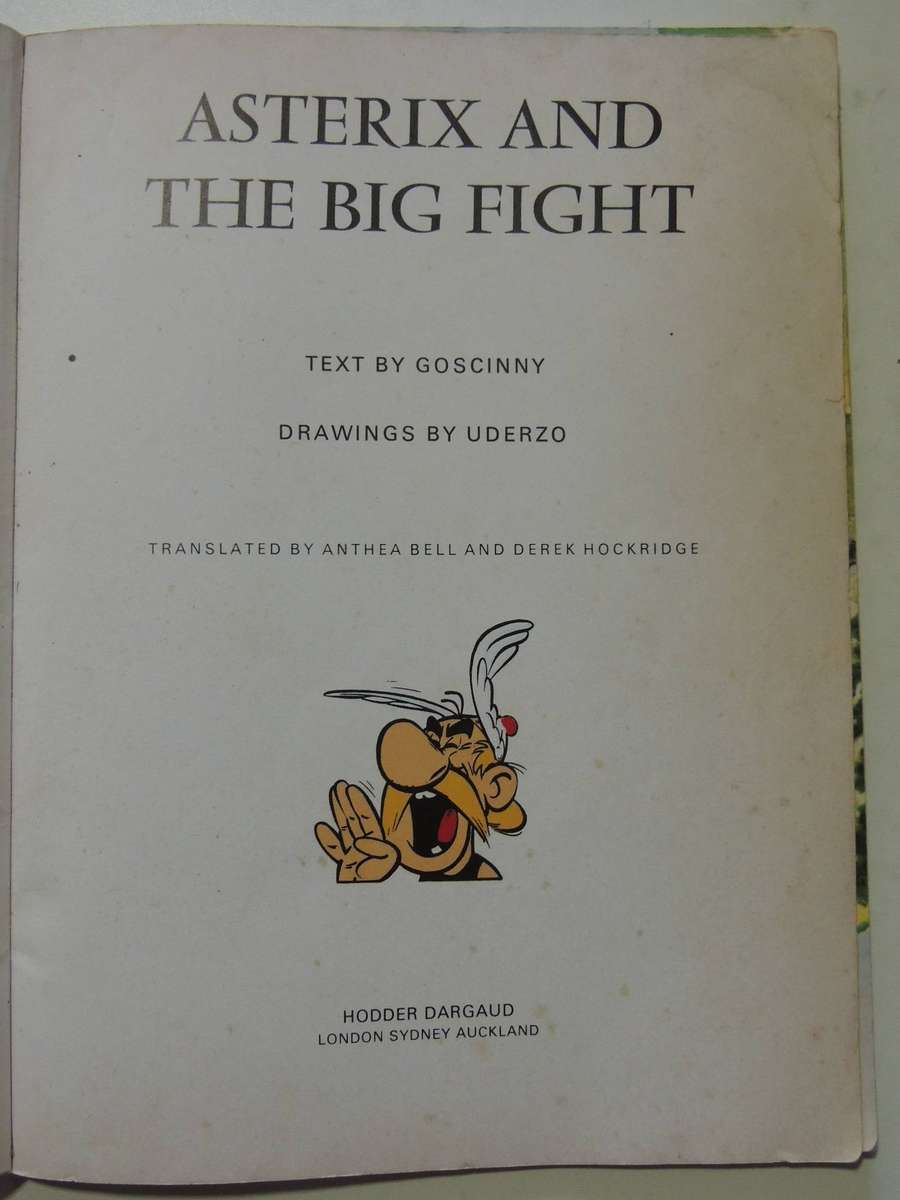 ASTERIX AND
THE BIG FIGHT
TEXT BY GOSCINNY
DRAWINGS BY UDERZO
TRANSLATED BY ANTHEA BELL AND DEREK HOCKRIDGE
HODDER DARGAUD
LONDON SYDNEY AUCKLAND